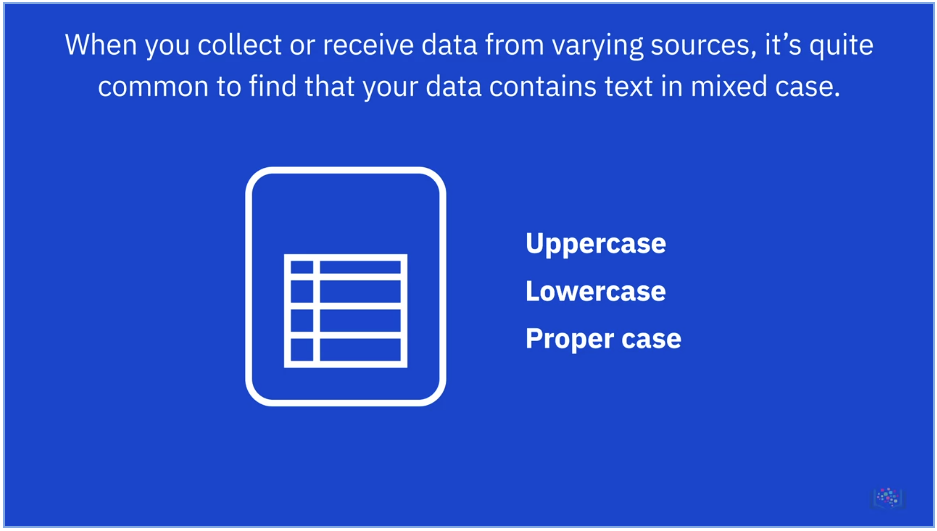 When you collect or receive data from varying sources, it’s quite
common to find that your data contains text in mixed case.
Uppercase
Lowercase
Proper case